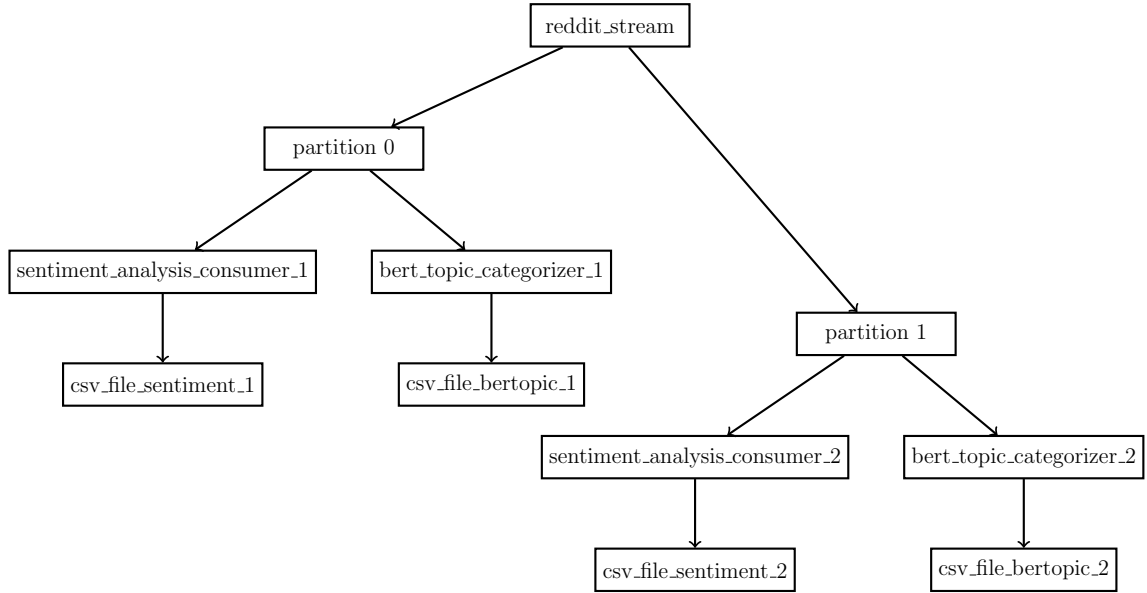 reddit_stream
partition 0
sentiment_analysis_consumer_1
bert_topic_categorizer_1
partition 1
csv_file_sentiment_1
csv_file_bertopic_1
sentiment_analysis_consumer_2
bert_topic_categorizer_2
csv_file_sentiment_2
csv_file_bertopic_2